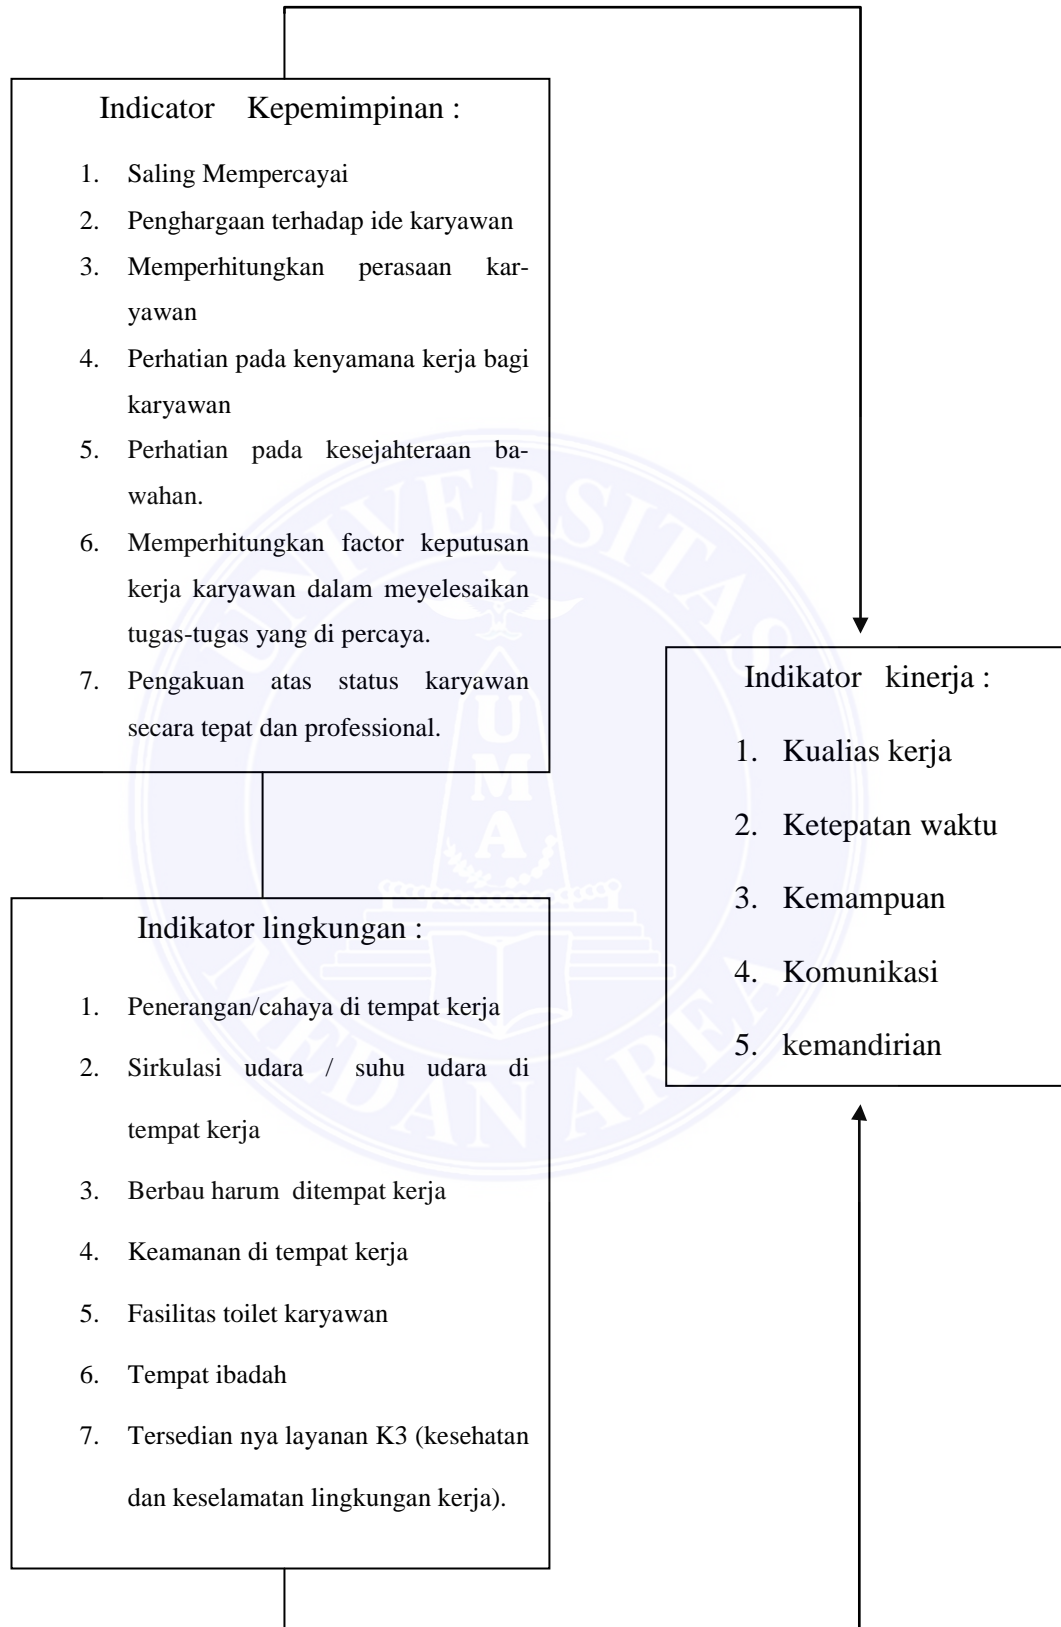 Indicator Kepemimpinan :
1. Saling Mempercayai
2. Penghargaan terhadap ide karyawan
3. Memperhitungkan perasaan kar-
yawan
4. Perhatian pada kenyamana kerja bagi
karyawan
5. Perhatian pada kesejahteraan ba-
wahan.
6. Memperhitungkan factor keputusan
kerja karyawan dalam meyelesaikan
tugas-tugas yang di percaya.
7. Pengakuan atas status karyawan
secara tepat dan professional.
Indikator lingkungan :
1. Penerangan/cahaya di tempat kerja
2. Sirkulasi udara / suhu udara di
tempat kerja
3. Berbau harum ditempat kerja
4. Keamanan di tempat kerja
5. Fasilitas toilet karyawan
6. Tempat ibadah
7. Tersedian nya layanan K3 (kesehatan
dan keselamatan lingkungan kerja).
Indikator kinerja :
1. Kualias kerja
2. Ketepatan waktu
3. Kemampuan
4. Komunikasi
5. kemandirian
UNIVERSITAS
UMA
MEDAN AREA